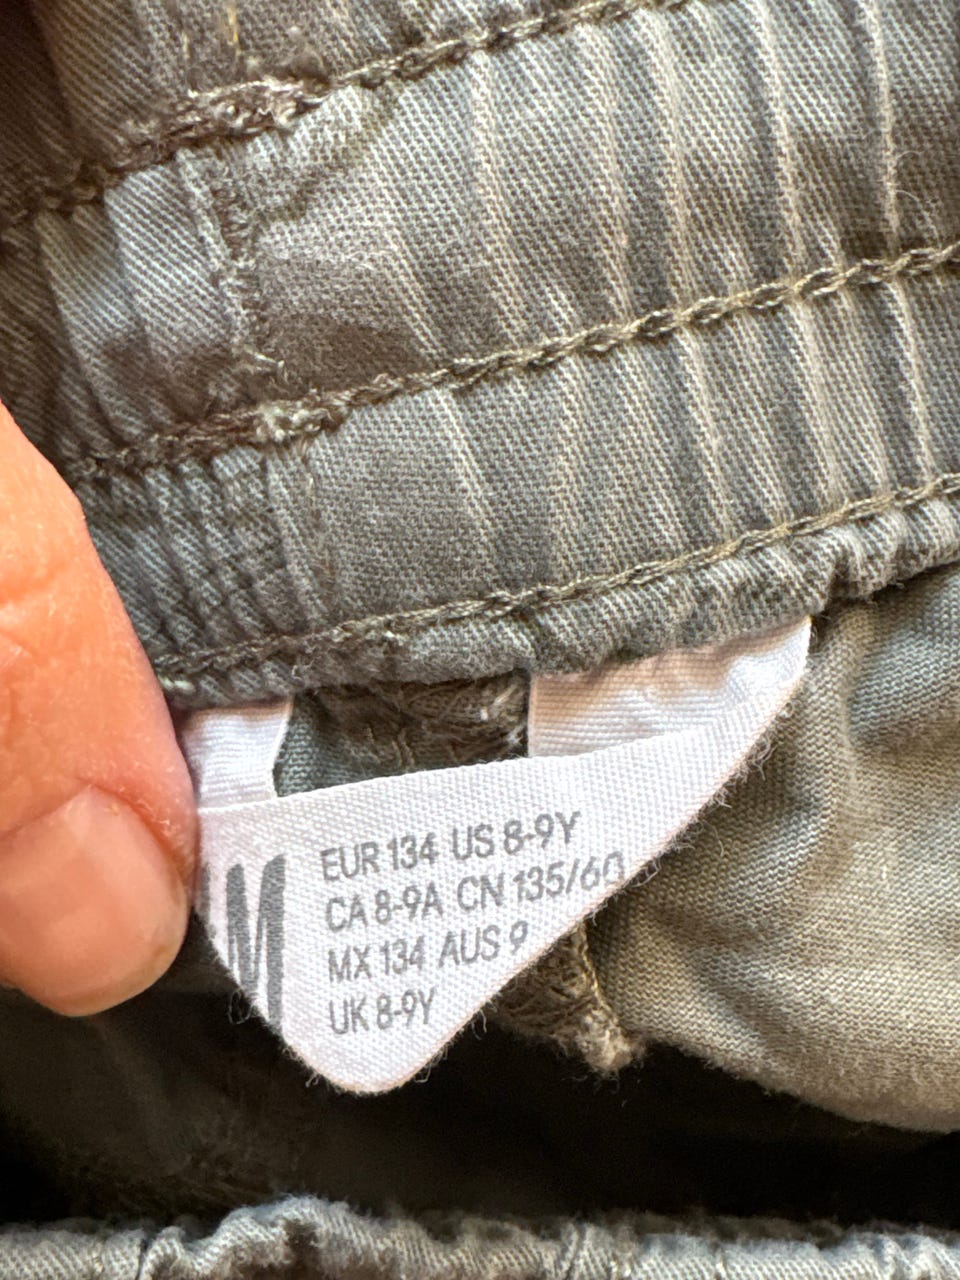 EUR 134 US 8-9Y
CA 8-9A CN 135/60
MX 134 AUS 9
UK 8-9Y